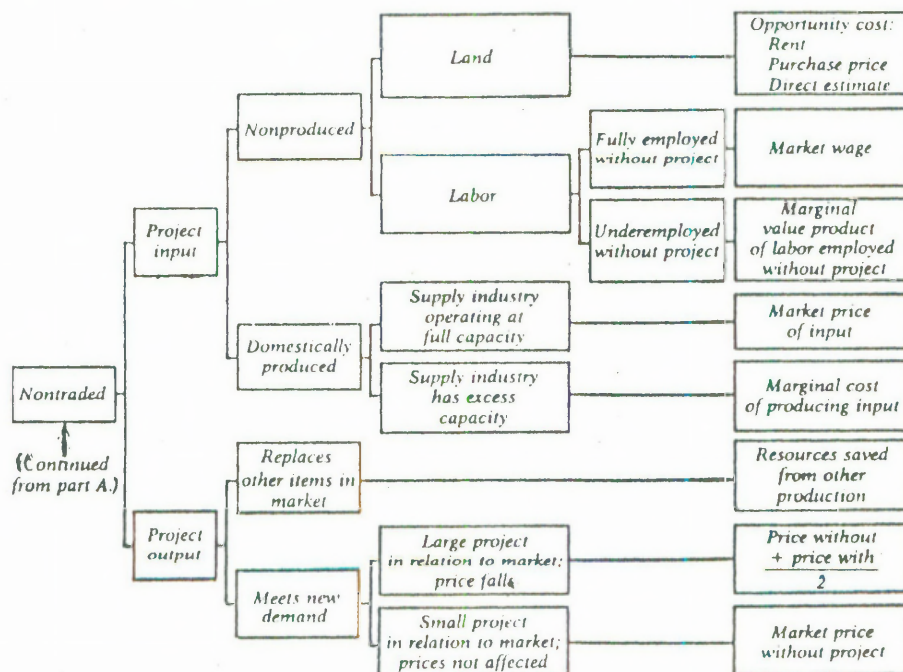 Nontraded
((Continued
from part A.)
Project
input
Project
output
Nonproduced
Domestically
produced
Replaces
other items in
market
Meets new
demand
Land
Labor
Fully employed
without project
Underemployed
without project
Supply industry
operating at
full capacity
Supply industry
has excess
capacity
Large project
in relation to market;
price falls
Small project
in relation to market;
prices not affected
Opportunity cost:
Rent
Purchase price
Direct estimate
Market wage
Marginal
value product
of labor employed
without project
Market price
of input
Marginal cost
of producing input
Resources saved
from other
production
Price without
+ price with
2
Market price
without project